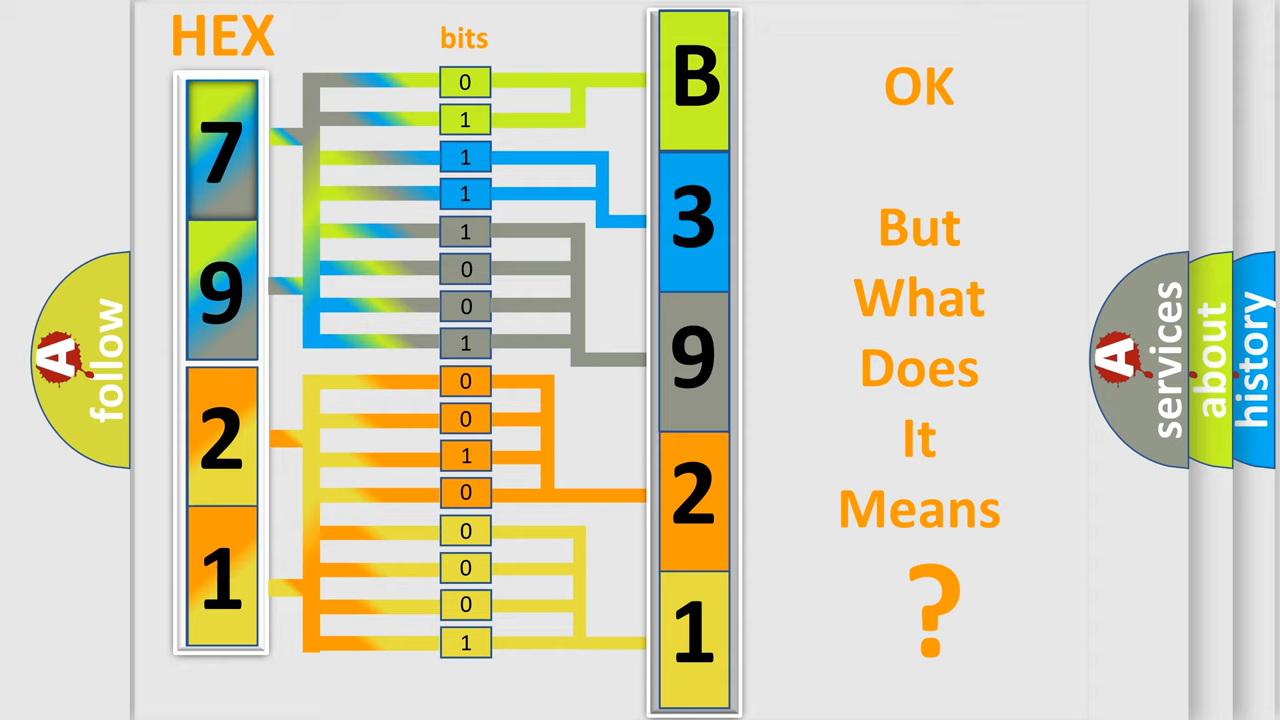 HEX
bits
7
9
2
1
0
1
1
1
1
0
0
1
0
0
1
0
0
0
0
1
B
3
9
2
1
OK
But
What
Does
It
Means
?
A
follow
A
services
about
history